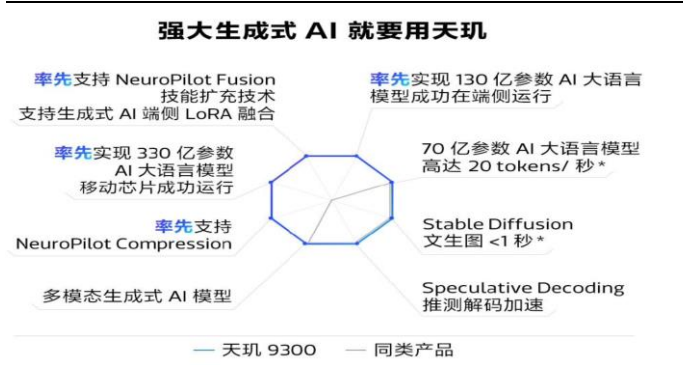 强大生成式 AI 就要用天玑
率先支持 NeuroPilot Fusion
技能扩充技术
支持生成式 AI 端侧 LoRA 融合
率先实现 130 亿参数 AI 大语言
模型成功在端侧运行
率先实现 330 亿参数
AI 大语言模型
移动芯片成功运行
70 亿参数 AI 大语言模型
高达 20 tokens/ 秒*
率先支持
NeuroPilot Compression
Stable Diffusion
文生图 <1 秒*
多模态生成式 AI 模型
Speculative Decoding
推测解码加速
天玑 9300
同类产品